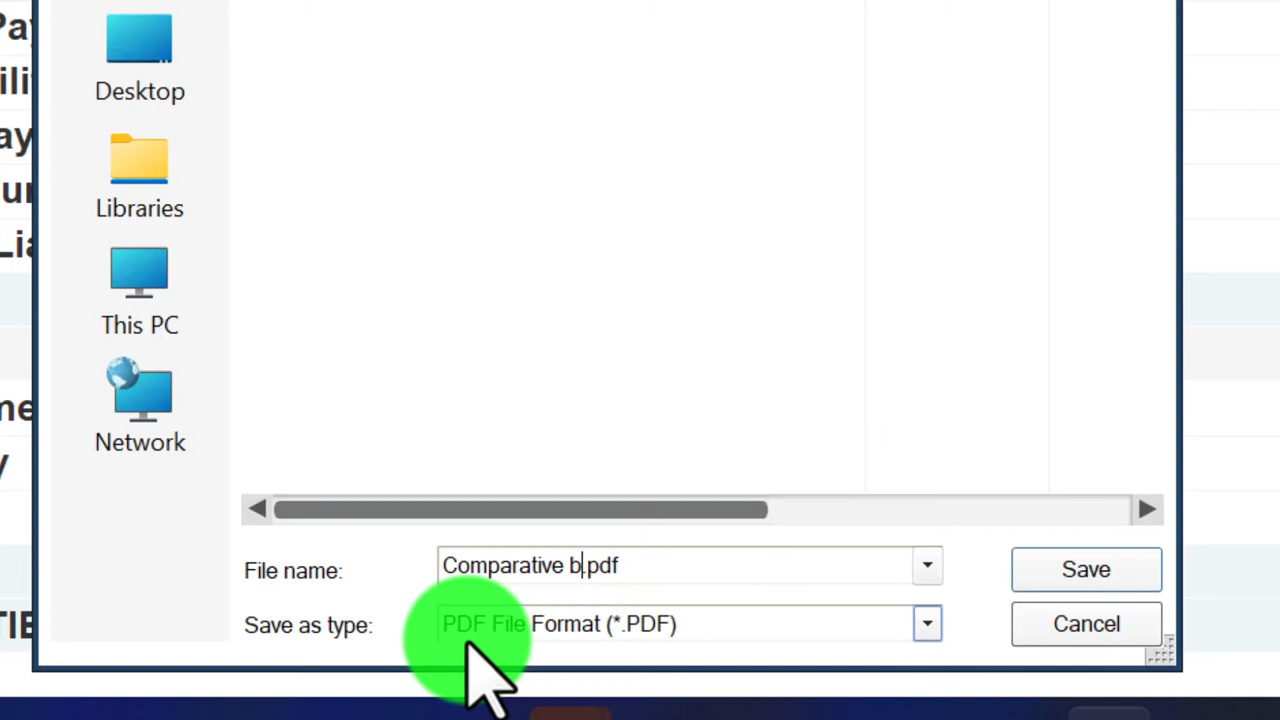 Desktop
Libraries
This PC
Network
File name:
Comparative b.pdf
Save
Save as type:
PDF File Format (*.PDF)
Cancel